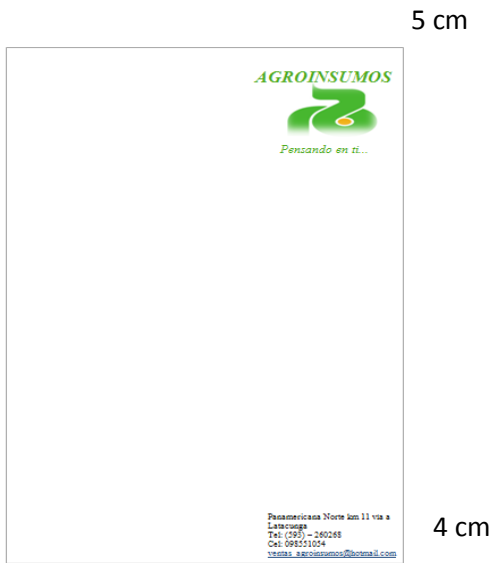 5 cm
AGROINSUMOS
Pensando en ti...
Panamericana Norte km 11 via a
Latacunga
Tel: (593) – 260268
Cel: 098551054
ventas_agroinsumos@hotmail.com
4 cm